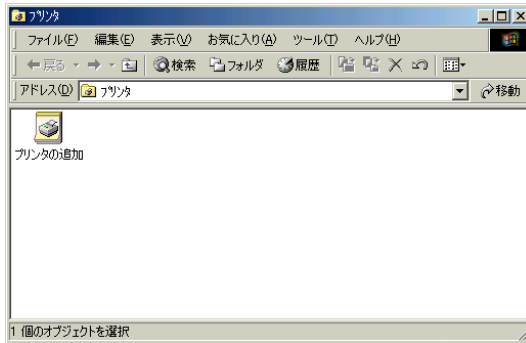 プリンタ
ファイル(F) 編集(E) 表示(V) お気に入り(A) ツール(T) ヘルプ(H)
戻る 検索 フォルダ 履歴
アドレス(D) プリンタ 移動
プリンタの追加
1 個のオブジェクトを選択